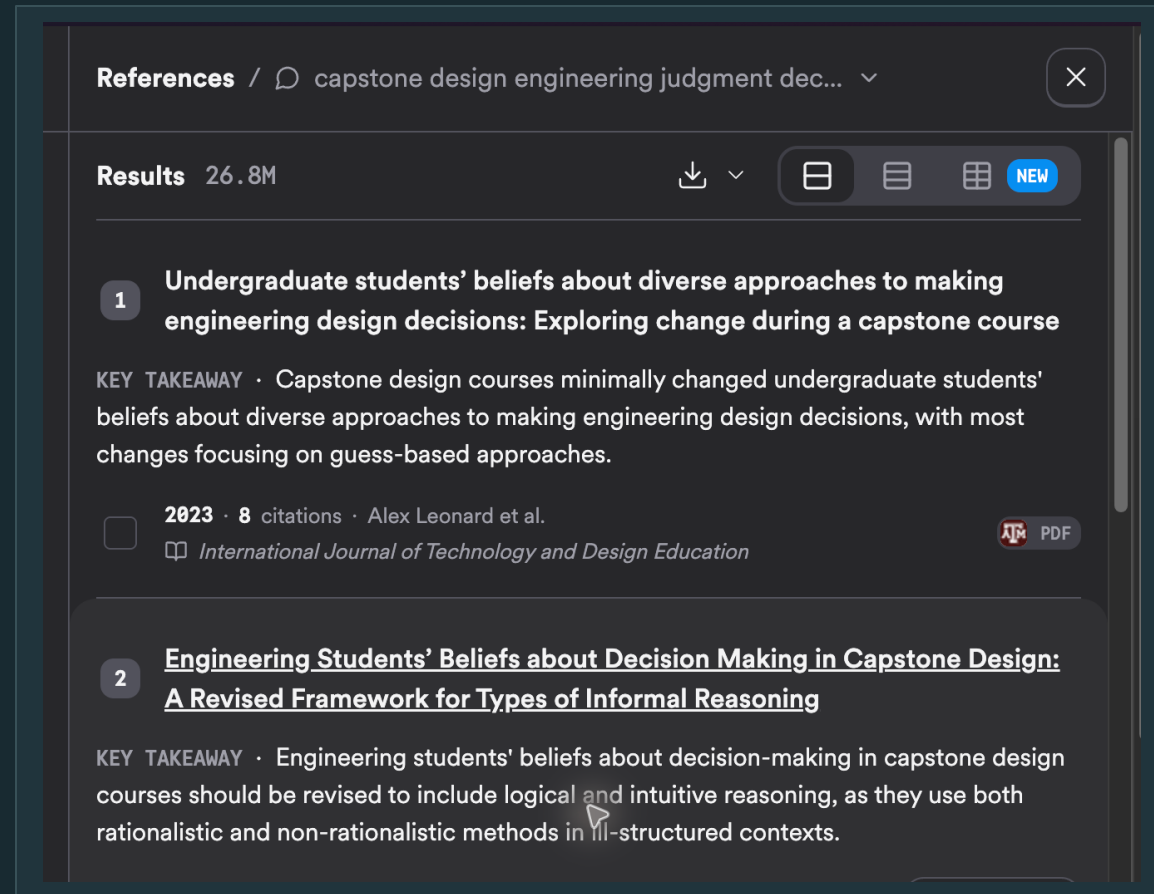 References / capstone design engineering judgment dec...
Results 26.8M
NEW
1
Undergraduate students’ beliefs about diverse approaches to making
engineering design decisions: Exploring change during a capstone course
KEY TAKEAWAY · Capstone design courses minimally changed undergraduate students'
beliefs about diverse approaches to making engineering design decisions, with most
changes focusing on guess-based approaches.
2023 · 8 citations · Alex Leonard et al.
International Journal of Technology and Design Education
ATM PDF
2
Engineering Students’ Beliefs about Decision Making in Capstone Design:
A Revised Framework for Types of Informal Reasoning
KEY TAKEAWAY · Engineering students' beliefs about decision-making in capstone design
courses should be revised to include logical and intuitive reasoning, as they use both
rationalistic and non-rationalistic methods in ill-structured contexts.